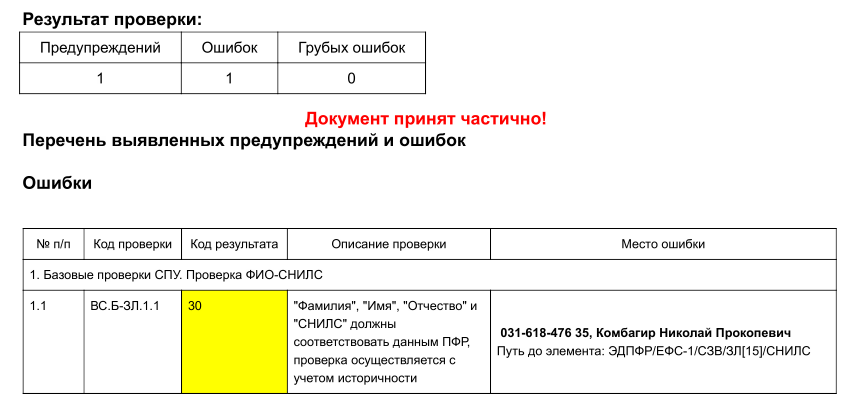 Результат проверки:
Предупреждений Ошибок Грубых ошибок
1 1 0
Документ принят частично!
Перечень выявленных предупреждений и ошибок
Ошибки
№ п/п Код проверки Код результата Описание проверки Место ошибки
1. Базовые проверки СПУ. Проверка ФИО-СНИЛС
1.1 ВС.Б-ЗЛ.1.1 30 "Фамилия", "Имя", "Отчество" и
"СНИЛС" должны
соответствовать данным ПФР,
проверка осуществляется с
учетом историчности
031-618-476 35, Комбагир Николай Прокопевич
Путь до элемента: ЭДПФР/ЕФС-1/СЗВ/ЗЛ[15]/СНИЛС